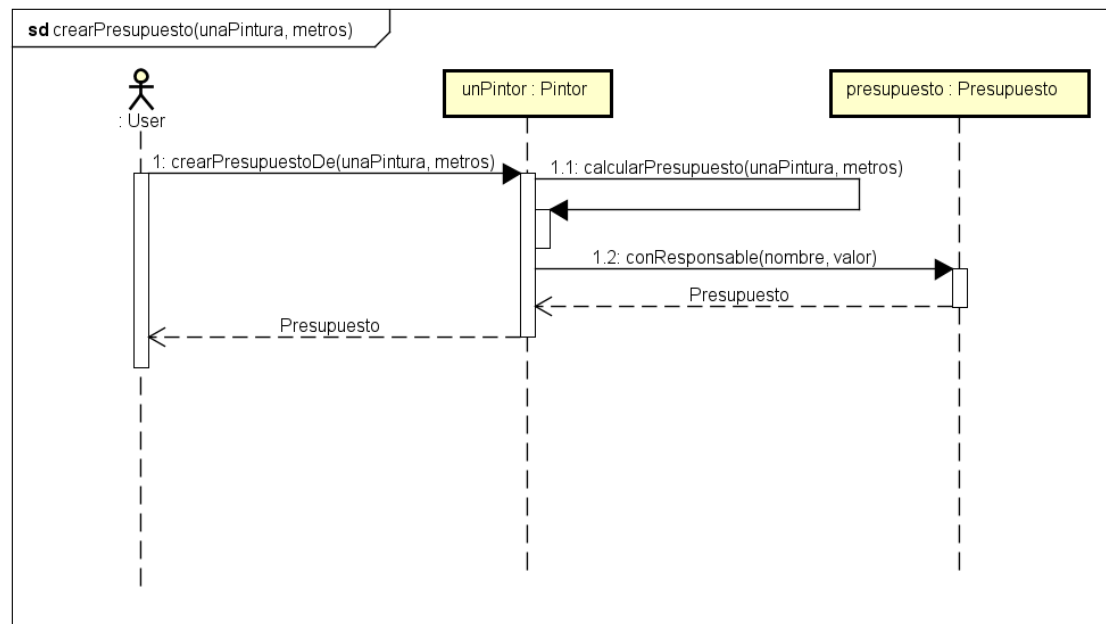 sd crearPresupuesto(unaPintura, metros)
unPintor : Pintor
presupuesto : Presupuesto
: User
1: crearPresupuestoDe(unaPintura, metros)
1.1: calcularPresupuesto(unaPintura, metros)
1.2: conResponsable(nombre, valor)
Presupuesto
Presupuesto